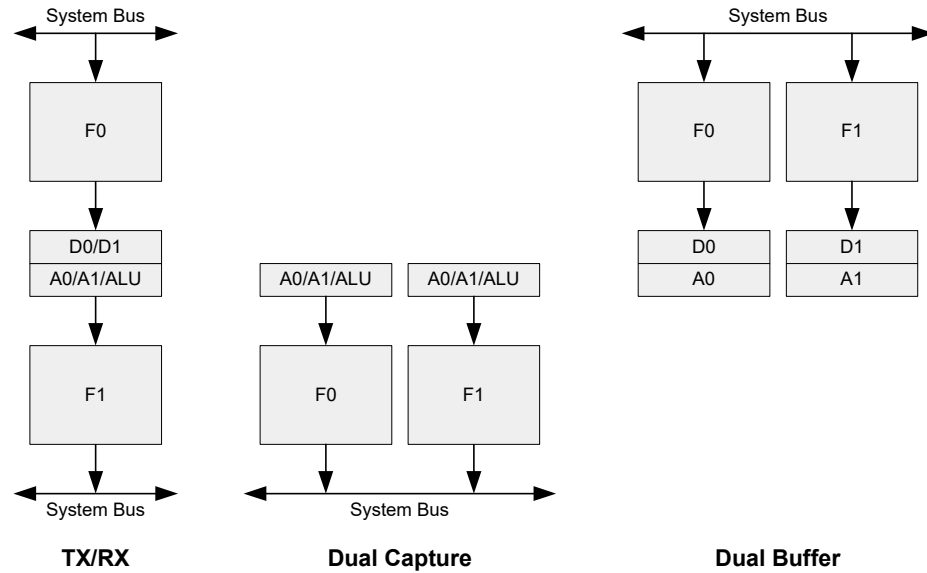 System Bus
F0
D0/D1
A0/A1/ALU
F1
System Bus
TX/RX
A0/A1/ALU A0/A1/ALU
F0 F1
System Bus
Dual Capture
System Bus
F0 F1
D0 D1
A0 A1
Dual Buffer